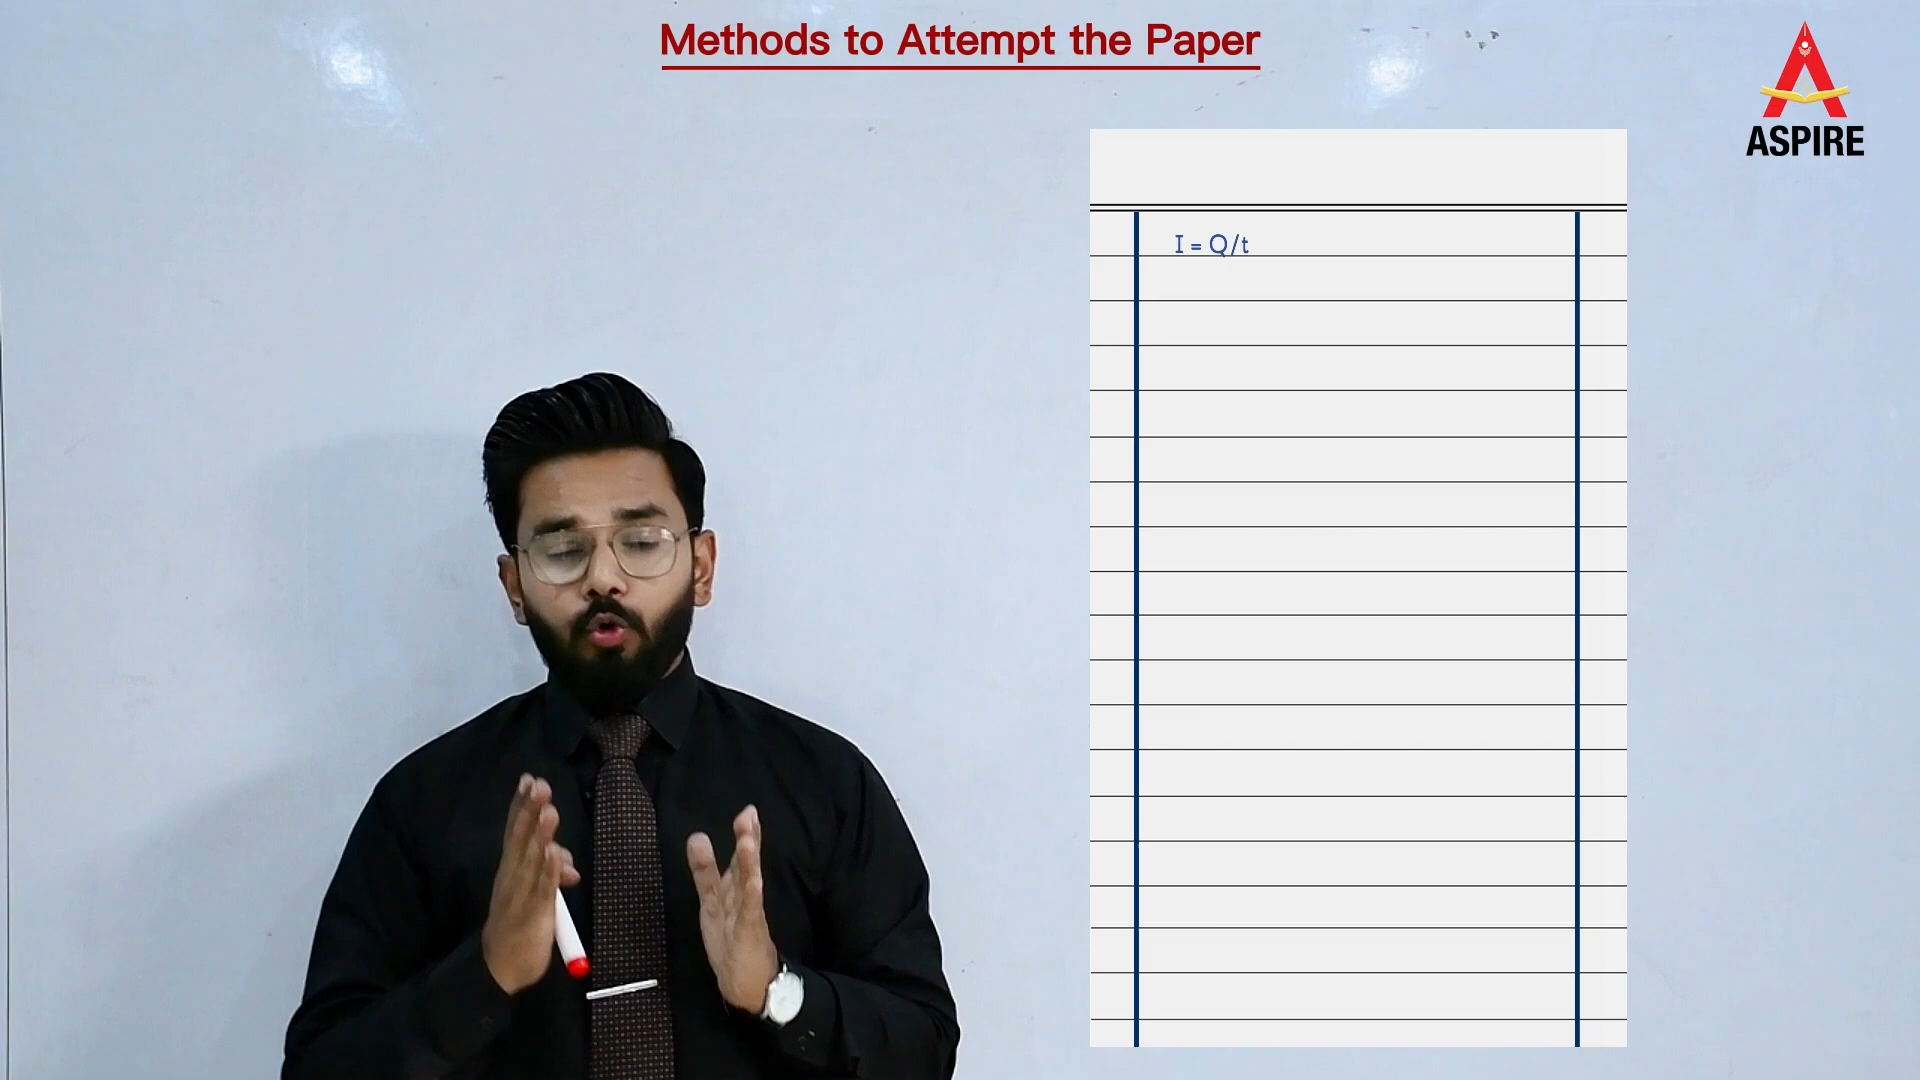 Methods to Attempt the Paper
ASPIRE
I = Q/t